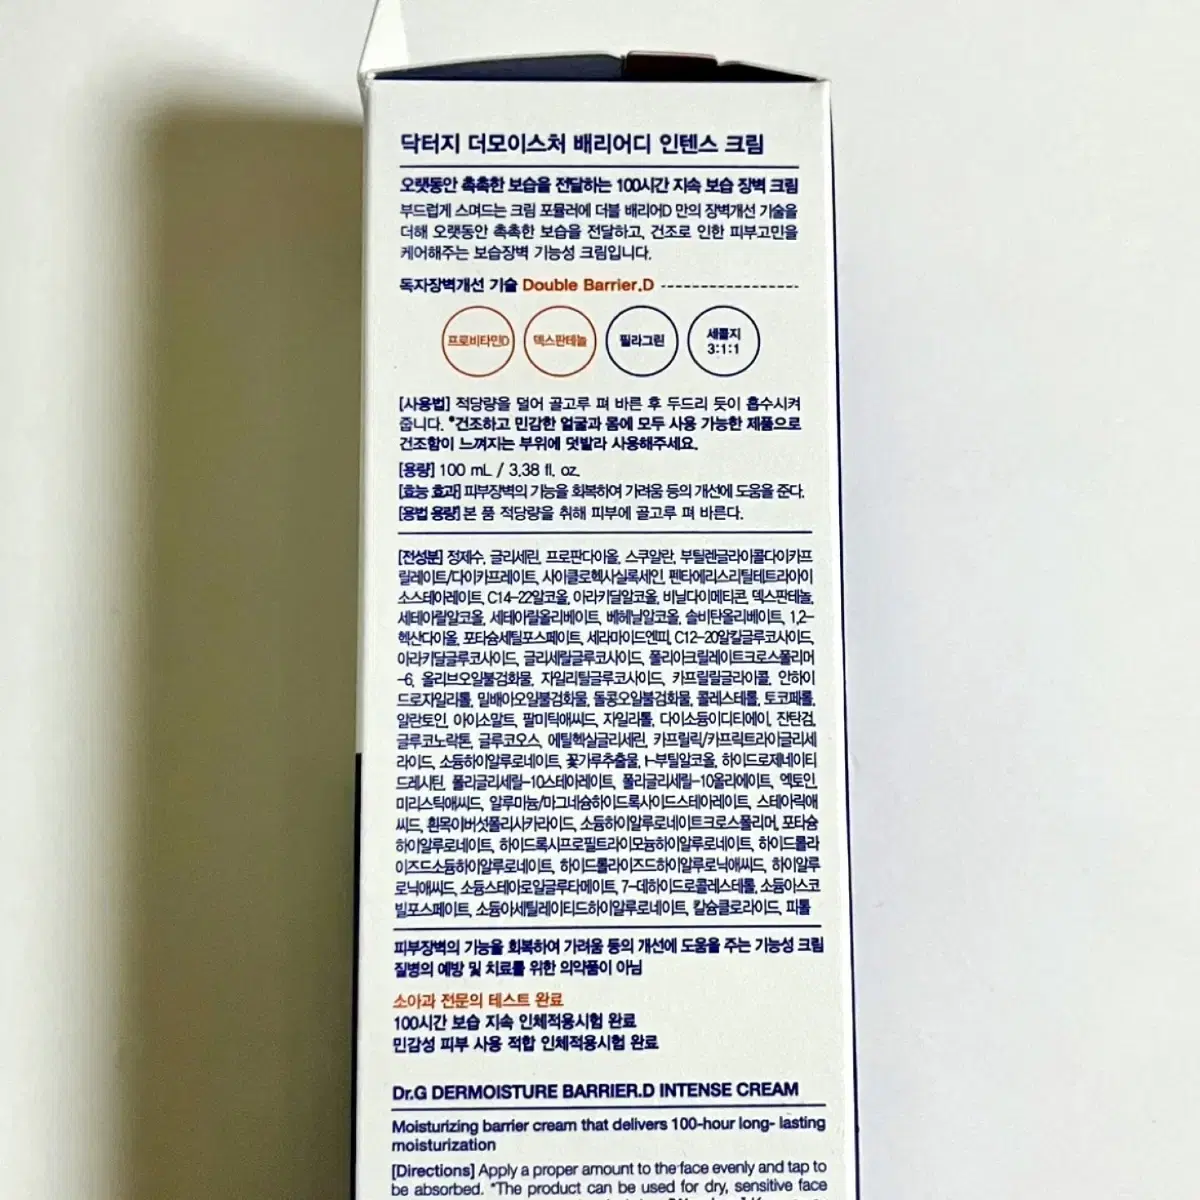 닥터지 더모이스처 배리어디 인텐스 크림
오랫동안 촉촉한 보습을 전달하는 100시간 지속 보습 장벽 크림
부드럽게 스며드는 크림 포뮬러에 더블 배리어D 만의 장벽개선 기술을
더해 오랫동안 촉촉한 보습을 전달하고, 건조로 인한 피부고민을
케어해주는 보습장벽 기능성 크림입니다.
독자장벽개선 기술 Double Barrier.D
프로비타민D 덱스판테놀 필라그린 세콜지
3:1:1
[사용법] 적당량을 덜어 골고루 펴 바른 후 두드리 듯이 흡수시켜
줍니다. *건조하고 민감한 얼굴과 몸에 모두 사용 가능한 제품으로
건조함이 느껴지는 부위에 덧발라 사용해주세요.
[용량] 100 mL / 3.38 fl. oz.
[효능 효과] 피부장벽의 기능을 회복하여 가려움 등의 개선에 도움을 준다.
[용법 용량] 본 품 적당량을 취해 피부에 골고루 펴 바른다.
[전성분] 정제수, 글리세린, 프로판다이올, 스쿠알란, 부틸렌글라이콜다이카프
릴레이트/다이카프레이트, 사이클로헥사실록세인, 펜타에리스리틸테트라아이
소스테아레이트, C14-22알코올, 아라키딜알코올, 비닐다이메티콘, 덱스판테놀,
세테아릴알코올, 세테아릴올리베이트, 베헤닐알코올, 솔비탄올리베이트, 1,2-
헥산다이올, 포타슘세틸포스페이트, 세라마이드엔피, C12-20알킬글루코사이드,
아라키딜글루코사이드, 글리세릴글루코사이드, 폴리아크릴레이트크로스폴리머
-6, 올리브오일불검화물, 자일리틸글루코사이드, 카프릴릴글라이콜, 안하이
드로자일리톨, 밀배아오일불검화물, 돌콩오일불검화물, 콜레스테롤, 토코페롤,
알란토인, 아이소말트, 팔미틱애씨드, 자일리톨, 다이소듐이디티에이, 잔탄검,
글루코노락톤, 글루코오스, 에틸헥실글리세린, 카프릴릭/카프릭트라이글리세
라이드, 소듐하이알루로네이트, 꽃가루추출물, t-부틸알코올, 하이드로제네이티
드레시틴, 폴리글리세릴-10스테아레이트, 폴리글리세릴-10올리에이트, 엑토인,
미리스틱애씨드, 알루미늄/마그네슘하이드록사이드스테아레이트, 스테아릭애
씨드, 흰목이버섯폴리사카라이드, 소듐하이알루로네이트크로스폴리머, 포타슘
하이알루로네이트, 하이드록시프로필트라이모늄하이알루로네이트, 하이드롤라
이즈드소듐하이알루로네이트, 하이드롤라이즈드하이알루로닉애씨드, 하이알루
로닉애씨드, 소듐스테아로일글루타메이트, 7-데하이드로콜레스테롤, 소듐아스코
빌포스페이트, 소듐아세틸레이티드하이알루로네이트, 칼슘클로라이드, 피톨
피부장벽의 기능을 회복하여 가려움 등의 개선에 도움을 주는 기능성 크림
질병의 예방 및 치료를 위한 의약품이 아님
소아과 전문의 테스트 완료
100시간 보습 지속 인체적용시험 완료
민감성 피부 사용 적합 인체적용시험 완료
Dr.G DERMOISTURE BARRIER.D INTENSE CREAM
Moisturizing barrier cream that delivers 100-hour long- lasting
moisturization
[Directions] Apply a proper amount to the face evenly and tap to
be absorbed. *The product can be used for dry, sensitive face